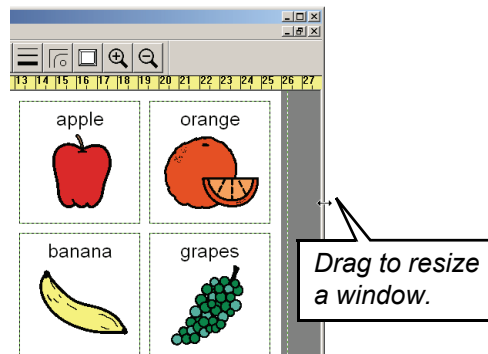 13 14 15 16 17 18 19 20 21 22 23 24 25 26 27
apple orange
banana grapes
Drag to resize
a window.